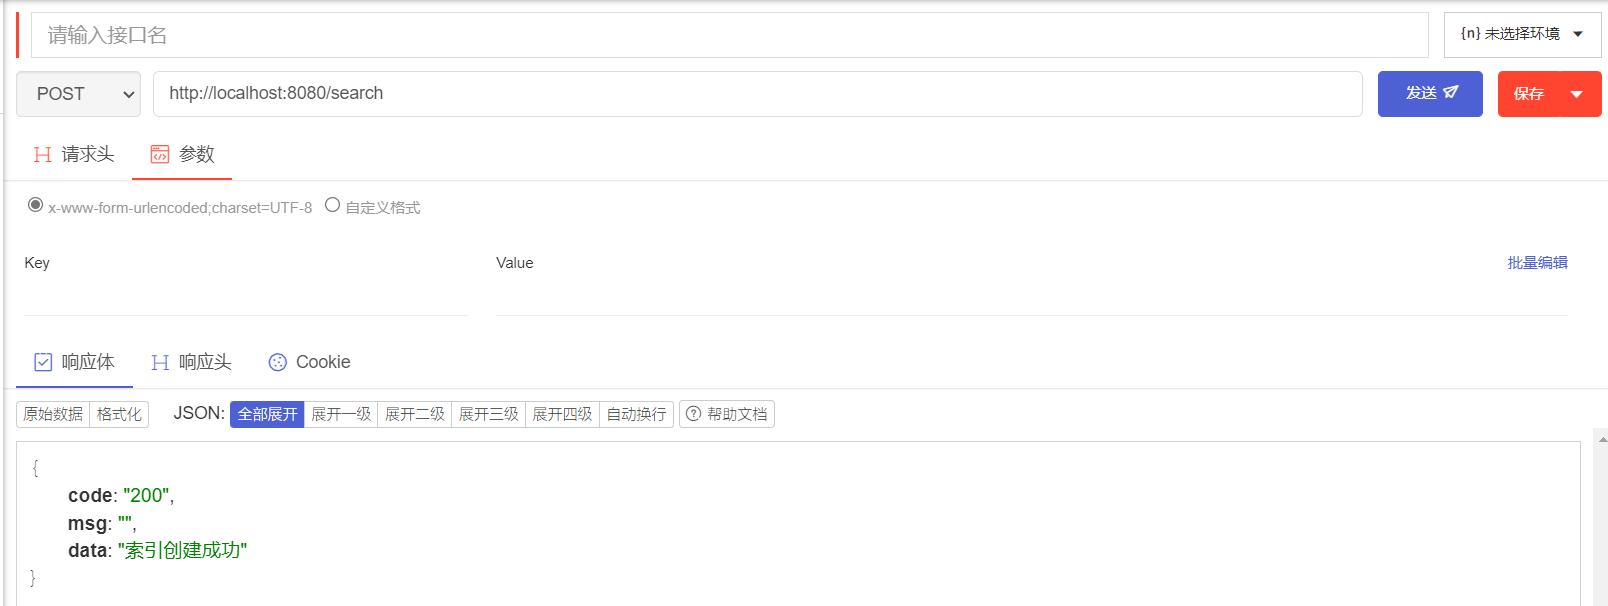 请输入接口名
{n} 未选择环境
POST
http://localhost:8080/search
发送
保存
请求头
参数
x-www-form-urlencoded;charset=UTF-8
自定义格式
Key
Value
批量编辑
响应体
响应头
Cookie
原始数据
格式化
JSON:
全部展开
展开一级
展开二级
展开三级
展开四级
自动换行
帮助文档
{
code: "200",
msg: "",
data: "索引创建成功"
}